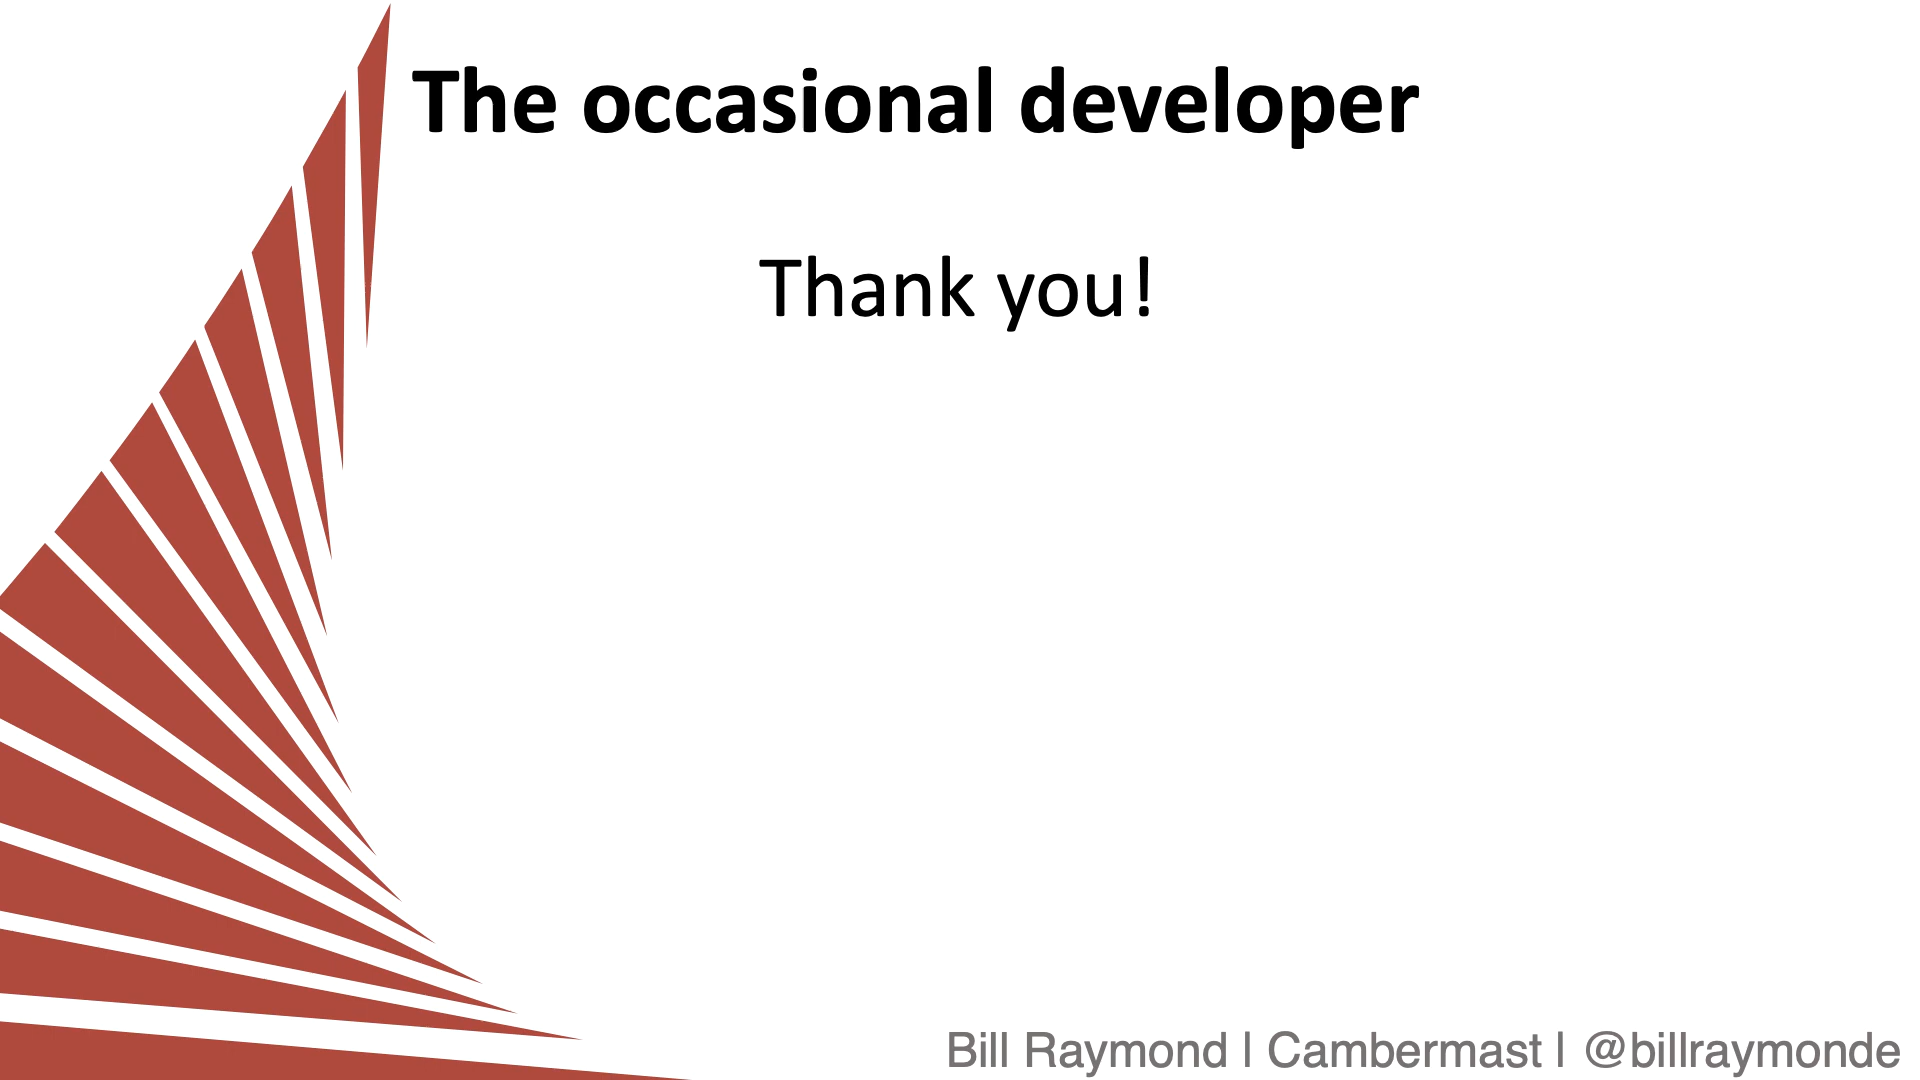 The occasional developer
Thank you!
Bill Raymond | Cambermast | @billraymonde